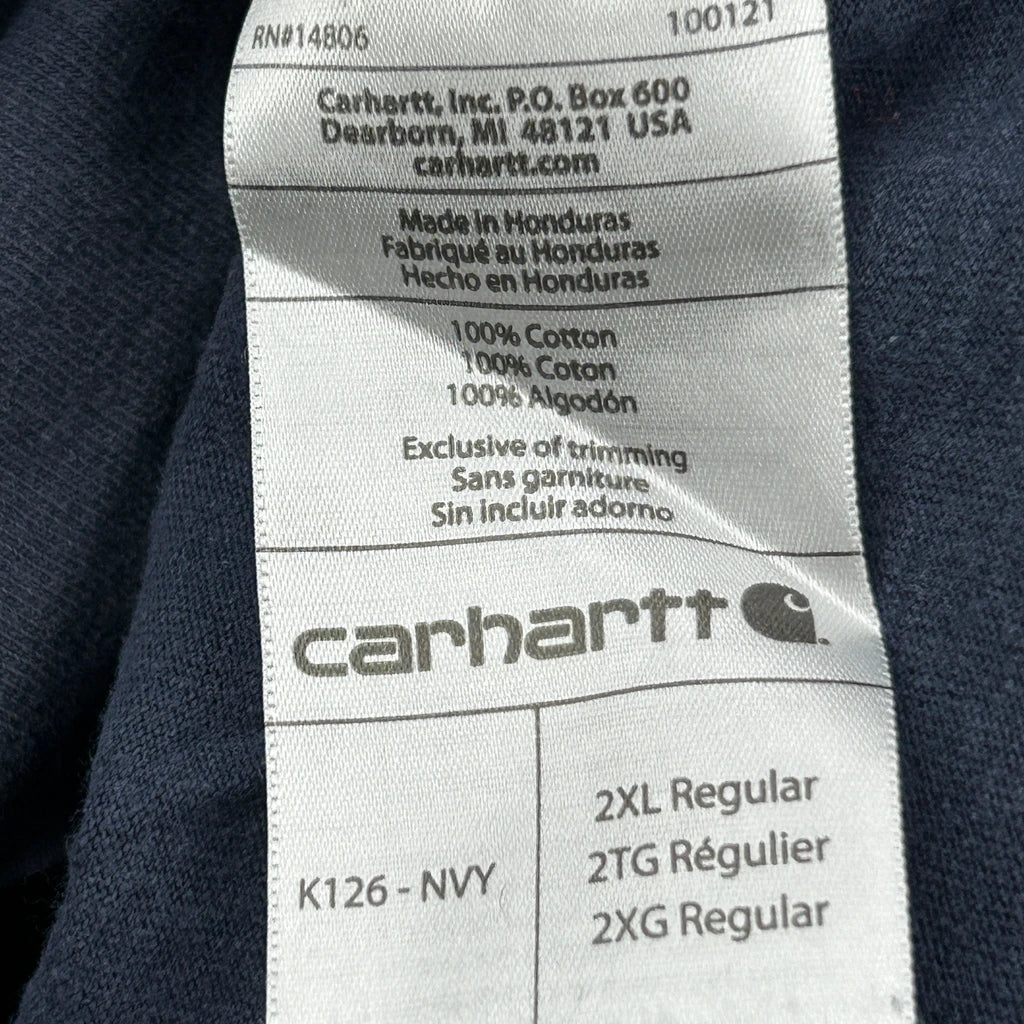 RN#14806 100121
Carhartt, Inc. P.O. Box 600
Dearborn, MI 48121 USA
carhartt.com
Made in Honduras
Fabriqué au Honduras
Hecho en Honduras
100% Cotton
100% Coton
100% Algodón
Exclusive of trimming
Sans garniture
Sin incluir adorno
carhartt
K126 - NVY
2XL Regular
2TG Régulier
2XG Regular